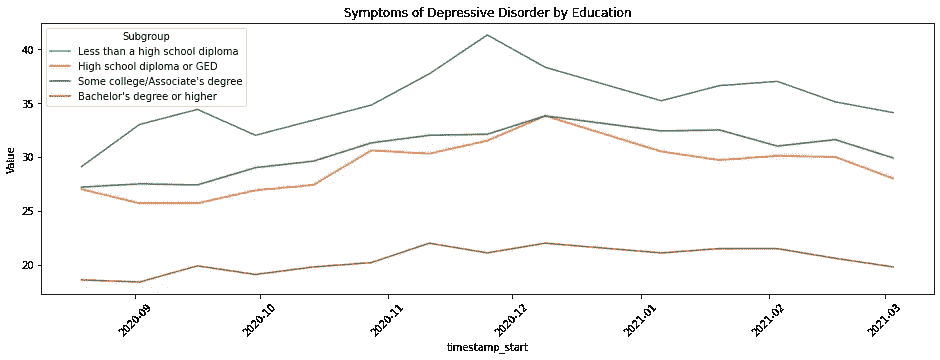 Symptoms of Depressive Disorder by Education
Subgroup
Less than a high school diploma
High school diploma or GED
Some college/Associate's degree
Bachelor's degree or higher
Value
40
35
30
25
20
2020-09
2020-10
2020-11
2020-12
2021-01
2021-02
2021-03
timestamp_start